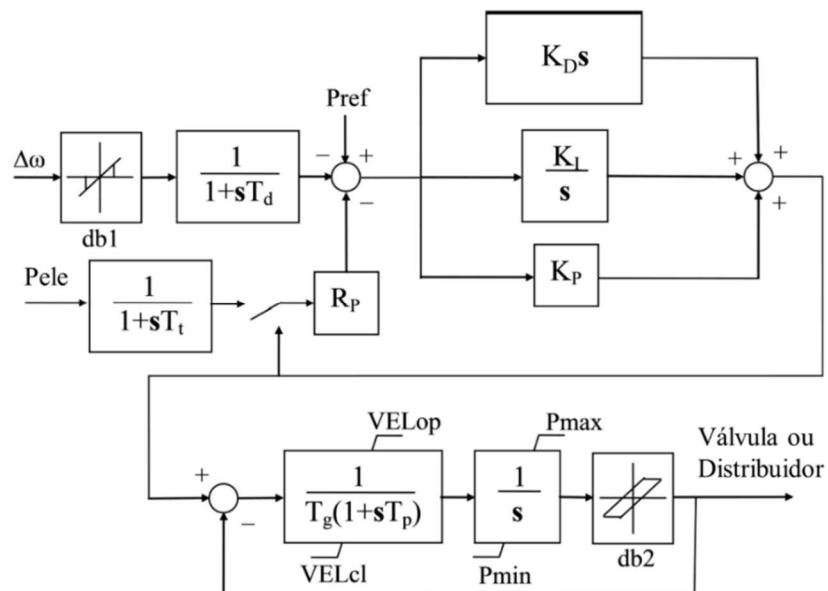 K_D s
Pref
Δω
1
1+sT_d
− +
−
db1
K_I
s
+ +
+
K_P
Pele
1
1+sT_t
R_P
VELop
Pmax
Válvula ou
Distribuidor
+
−
1
T_g(1+sT_p)
1
s
db2
VELcl
Pmin